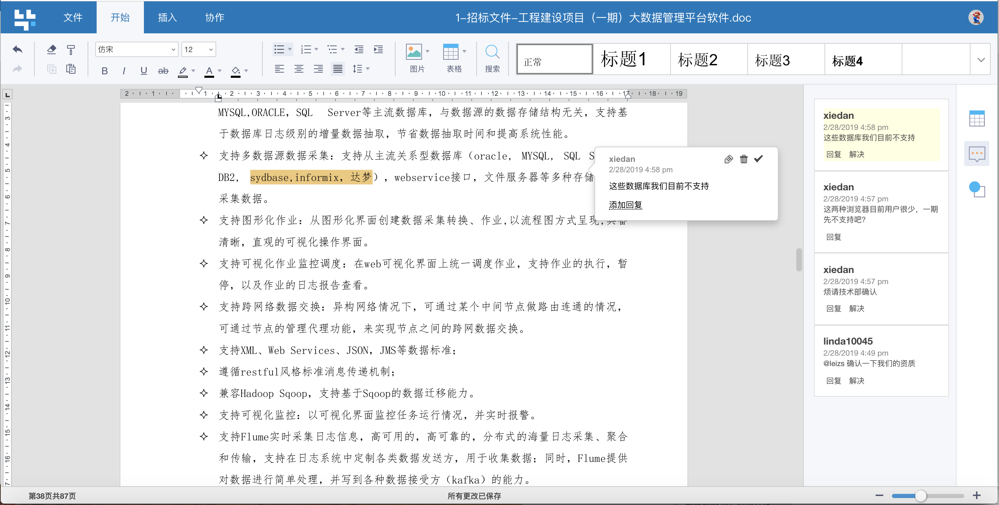 文件 开始 插入 协作 1-招标文件-工程建设项目（一期）大数据管理平台软件.doc
仿宋 12
B I U ab A
图片 表格 搜索
正常 标题1 标题2 标题3 标题4
2 1 1 2 3 4 5 6 7 8 9 10 11 12 13 14 15 16 17 18 19
3 4 5 6 7 8 9 10 11 12 13 14 15 16
MYSQL,ORACLE, SQL Server等主流数据库，与数据源的数据存储结构无关，支持基
于数据库日志级别的增量数据抽取，节省数据抽取时间和提高系统性能。
支持多数据源数据采集：支持从主流关系型数据库（oracle, MYSQL, SQL S
DB2, sydbase,informix, 达梦），webservice接口，文件服务器等多种存储
采集数据。
支持图形化作业：从图形化界面创建数据采集转换、作业,以流程图方式呈现,具备
清晰，直观的可视化操作界面。
支持可视化作业监控调度：在web可视化界面上统一调度作业，支持作业的执行，暂
停，以及作业的日志报告查看。
支持跨网络数据交换：异构网络情况下，可通过某个中间节点做路由连通的情况，
可通过节点的管理代理功能，来实现节点之间的跨网数据交换。
支持XML、Web Services、JSON，JMS等数据标准；
遵循restful风格标准消息传递机制；
兼容Hadoop Sqoop，支持基于Sqoop的数据迁移能力。
支持可视化监控：以可视化界面监控任务运行情况，并实时报警。
支持Flume实时采集日志信息，高可用的，高可靠的，分布式的海量日志采集、聚合
和传输，支持在日志系统中定制各类数据发送方，用于收集数据；同时，Flume提供
对数据进行简单处理，并写到各种数据接受方（kafka）的能力。
xiedan
2/28/2019 4:58 pm
这些数据库我们目前不支持
添加回复
xiedan
2/28/2019 4:58 pm
这些数据库我们目前不支持
回复 解决
xiedan
2/28/2019 4:57 pm
这两种浏览器目前用户很少，一期
先不支持吧?
回复
xiedan
2/28/2019 4:57 pm
烦请技术部确认
回复 解决
linda10045
2/28/2019 4:49 pm
@leizs 确认一下我们的资质
回复 解决
第38页共87页 所有更改已保存